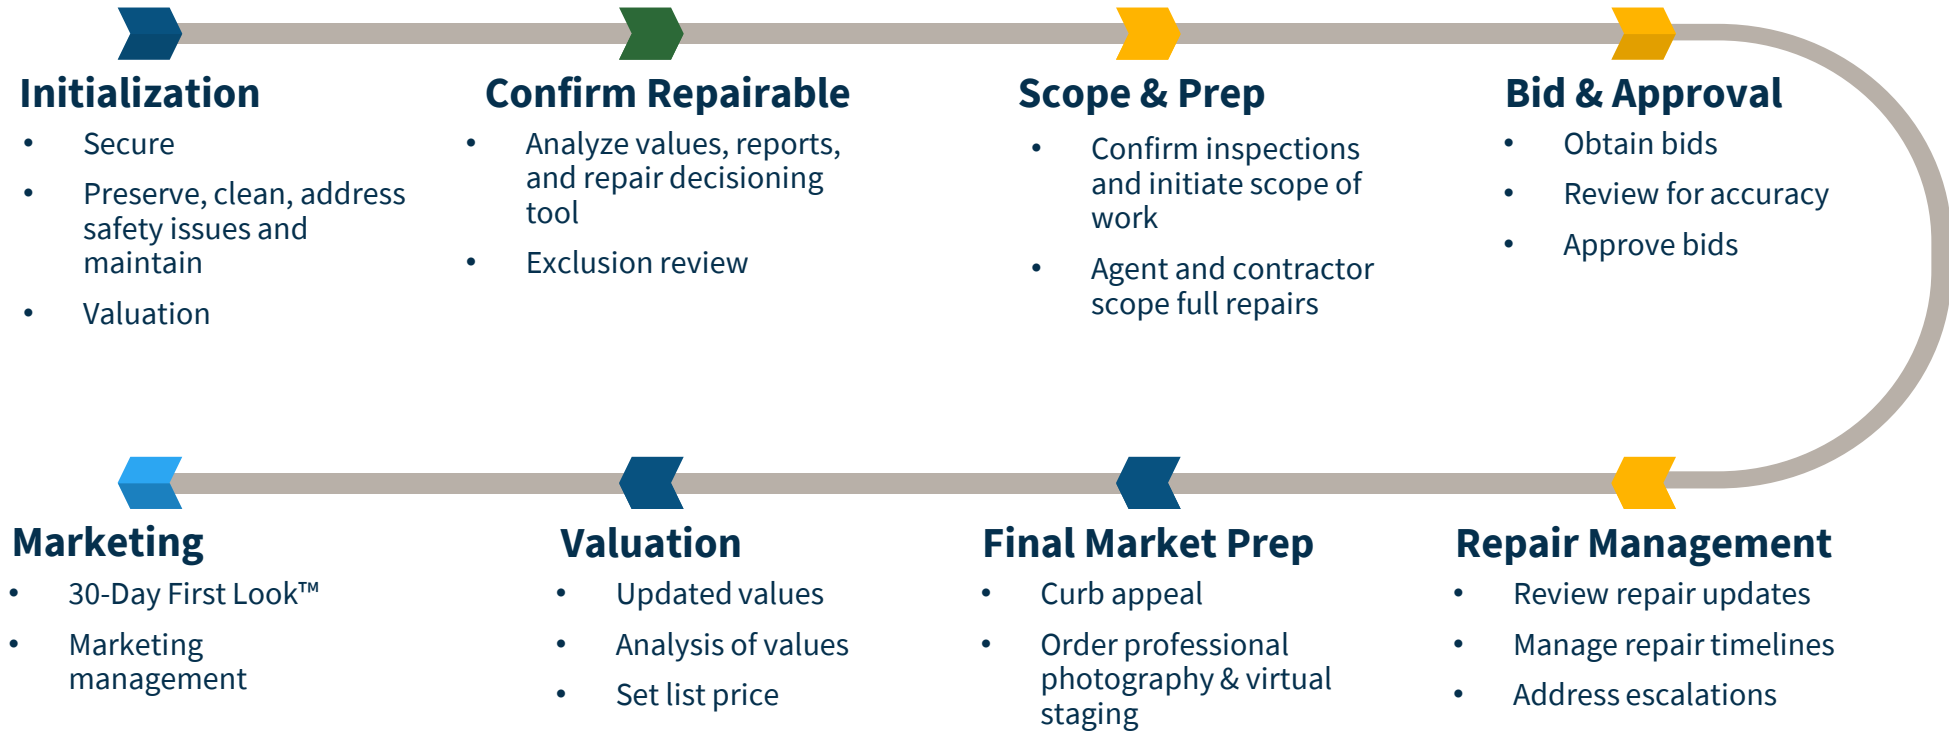 Initialization
• Secure
• Preserve, clean, address
safety issues and
maintain
• Valuation
Confirm Repairable
• Analyze values, reports,
and repair decisioning
tool
• Exclusion review
Scope & Prep
• Confirm inspections
and initiate scope of
work
• Agent and contractor
scope full repairs
Bid & Approval
• Obtain bids
• Review for accuracy
• Approve bids
Marketing
• 30-Day First Look™
• Marketing
management
Valuation
• Updated values
• Analysis of values
• Set list price
Final Market Prep
• Curb appeal
• Order professional
photography & virtual
staging
Repair Management
• Review repair updates
• Manage repair timelines
• Address escalations